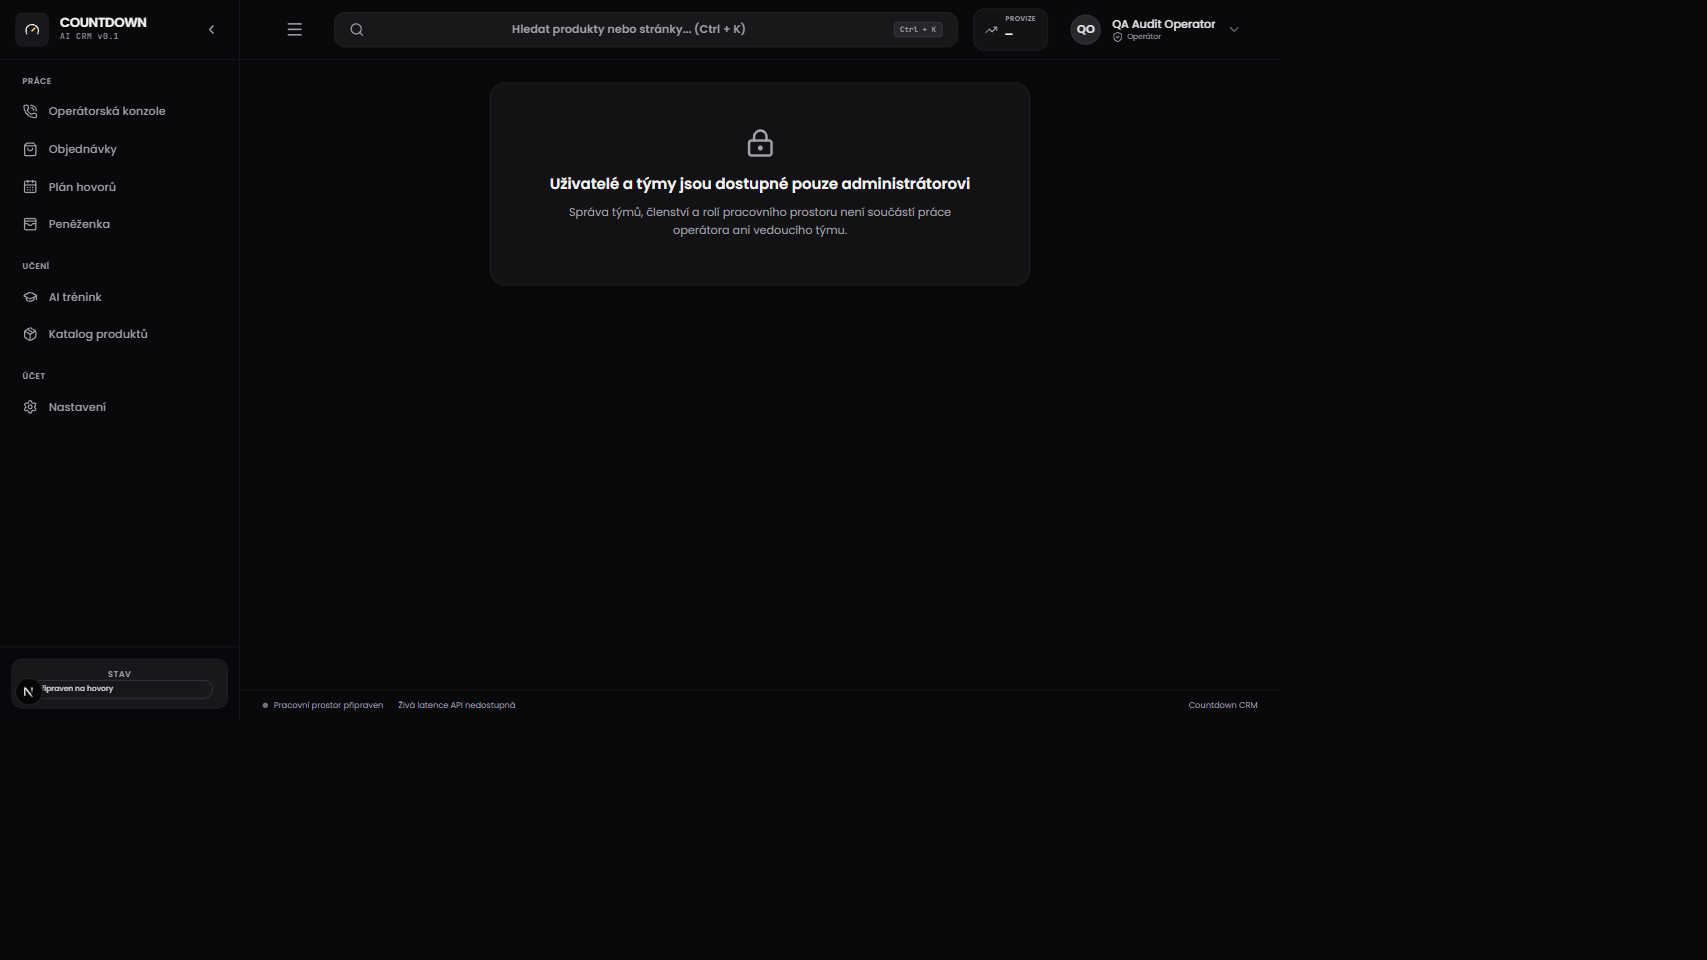 COUNTDOWN
AI CRM v0.1
Hledat produkty nebo stránky... (Ctrl + K)
Ctrl + K
PROVIZE
–
QO
QA Audit Operator
Operátor
PRÁCE
Operátorská konzole
Objednávky
Plán hovorů
Peněženka
UČENÍ
AI trénink
Katalog produktů
ÚČET
Nastavení
Uživatelé a týmy jsou dostupné pouze administrátorovi
Správa týmů, členství a rolí pracovního prostoru není součástí práce
operátora ani vedoucího týmu.
STAV
N
na hovory
Pracovní prostor připraven
Živá latence API nedostupná
Countdown CRM